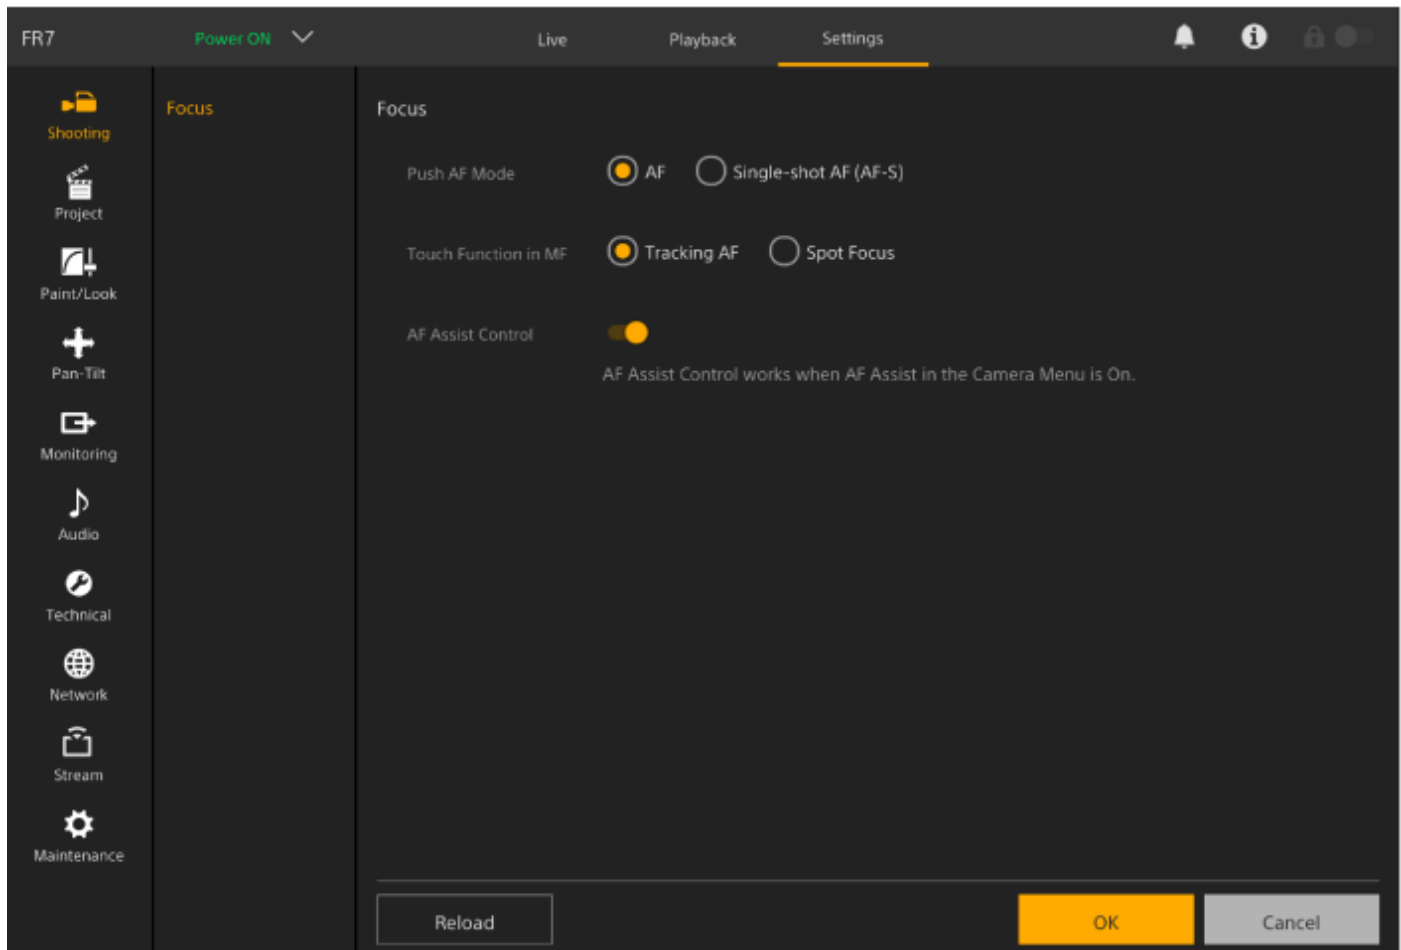 FR7 Power ON Live Playback Settings
Shooting
Project
Paint/Look
Pan-Tilt
Monitoring
Audio
Technical
Network
Stream
Maintenance
Focus
Focus
Push AF Mode AF Single-shot AF (AF-S)
Touch Function in MF Tracking AF Spot Focus
AF Assist Control
AF Assist Control works when AF Assist in the Camera Menu is On.
Reload OK Cancel